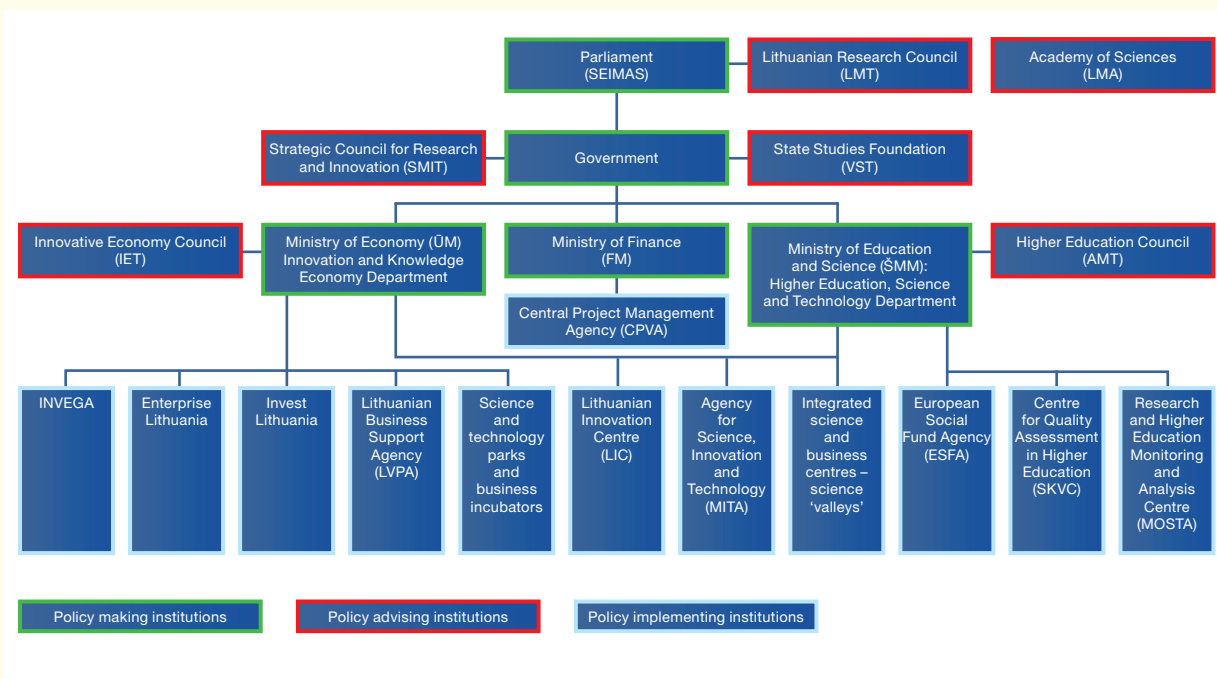 Parliament
(SEIMAS)
Lithuanian Research Council
(LMT)
Academy of Sciences
(LMA)
Strategic Council for Research
and Innovation (SMIT)
Government
State Studies Foundation
(VST)
Innovative Economy Council
(IET)
Ministry of Economy (ŪM)
Innovation and Knowledge
Economy Department
Ministry of Finance
(FM)
Ministry of Education
and Science (ŠMM):
Higher Education, Science
and Technology Department
Higher Education Council
(AMT)
Central Project Management
Agency (CPVA)
INVEGA
Enterprise
Lithuania
Invest
Lithuania
Lithuanian
Business
Support
Agency
(LVPA)
Science
and
technology
parks
and
business
incubators
Lithuanian
Innovation
Centre
(LIC)
Agency
for
Science,
Innovation
and
Technology
(MITA)
Integrated
science
and
business
centres –
science
‘valleys’
European
Social
Fund Agency
(ESFA)
Centre
for Quality
Assessment
in Higher
Education
(SKVC)
Research
and Higher
Education
Monitoring
and
Analysis
Centre
(MOSTA)
Policy making institutions
Policy advising institutions
Policy implementing institutions